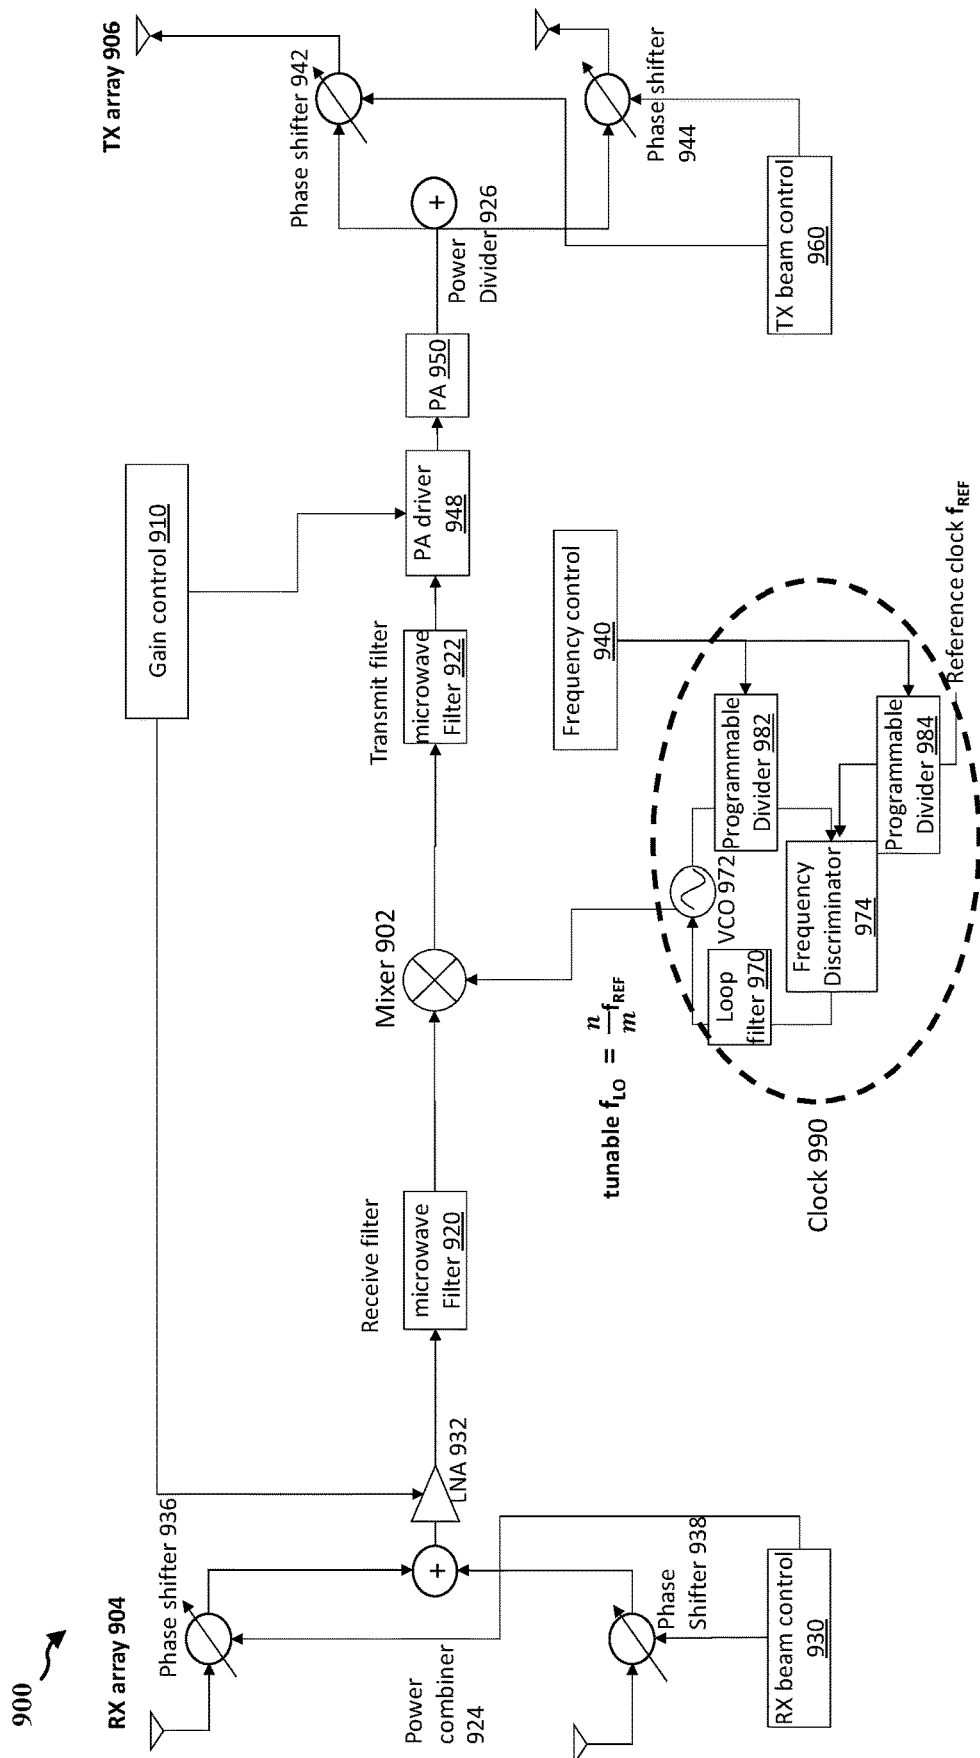 900
RX array 904
Phase shifter 936
Power
combiner
924
Phase
Shifter 938
RX beam control
930
LNA 932
Receive filter
microwave
Filter 920
Mixer 902
tunable fLO = n/m fREF
Clock 990
Loop
filter 970
VCO 972
Frequency
Discriminator
974
Programmable
Divider 982
Programmable
Divider 984
Reference clock fREF
Frequency control
940
Gain control 910
Transmit filter
microwave
Filter 922
PA driver
948
PA 950
Power
Divider 926
TX array 906
Phase shifter 942
Phase shifter
944
TX beam control
960